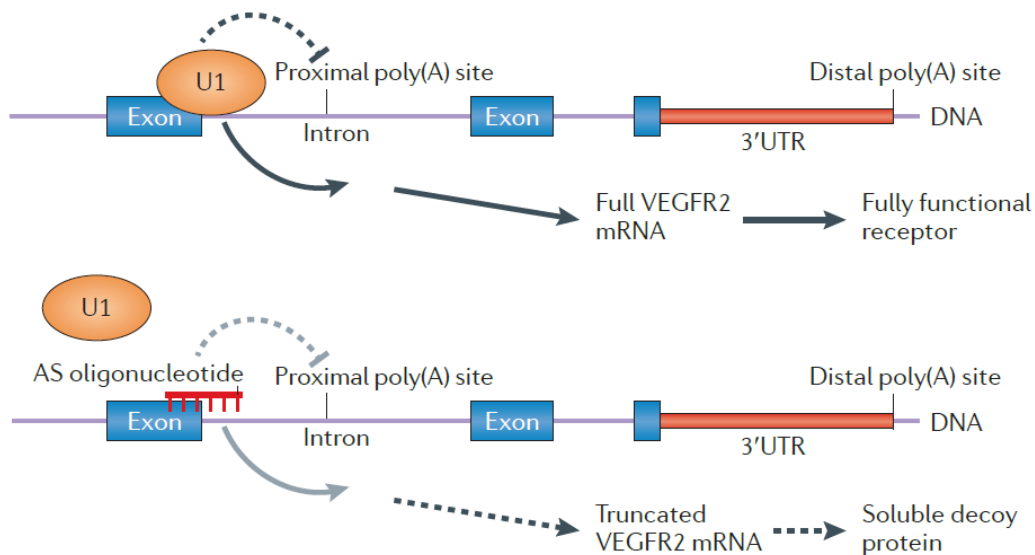 U1
Proximal poly(A) site
Distal poly(A) site
Exon
Exon
DNA
Intron
3′UTR
Full VEGFR2
mRNA
Fully functional
receptor
U1
AS oligonucleotide
Proximal poly(A) site
Distal poly(A) site
Exon
Exon
DNA
Intron
3′UTR
Truncated
VEGFR2 mRNA
Soluble decoy
protein